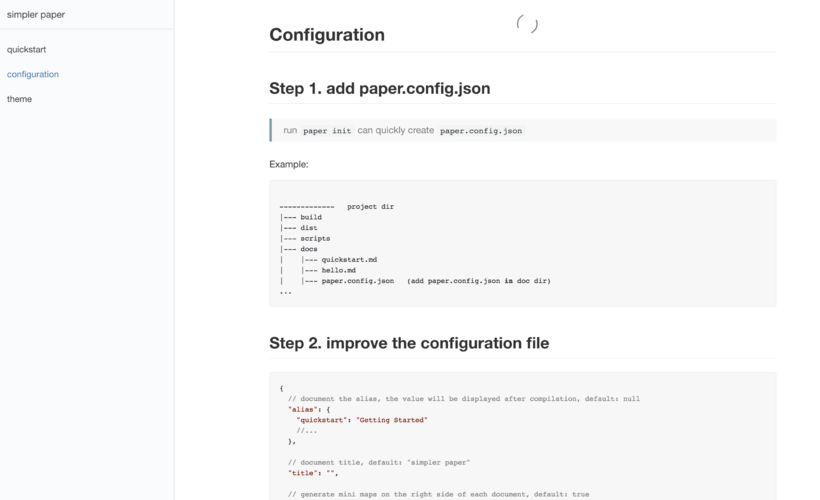 simpler paper
quickstart
configuration
theme
Configuration
Step 1. add paper.config.json
run paper init can quickly create paper.config.json
Example:
-------------   project dir
|--- build
|--- dist
|--- scripts
|--- docs
|    |--- quickstart.md
|    |--- hello.md
|    |--- paper.config.json   (add paper.config.json in doc dir)
...
Step 2. improve the configuration file
{
  // document the alias, the value will be displayed after compilation, default: null
  "alias": {
    "quickstart": "Getting Started"
    //...
  },
  // document title, default: "simpler paper"
  "title": "",
  // generate mini maps on the right side of each document, default: true